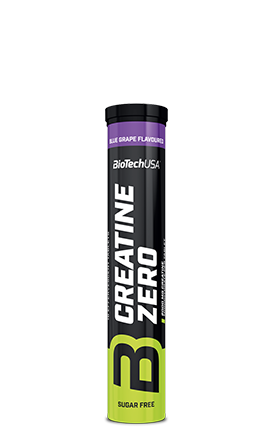 BLUE GRAPE FLAVOURED
BioTechUSA
CREATINE
ZERO
B
SUGAR FREE